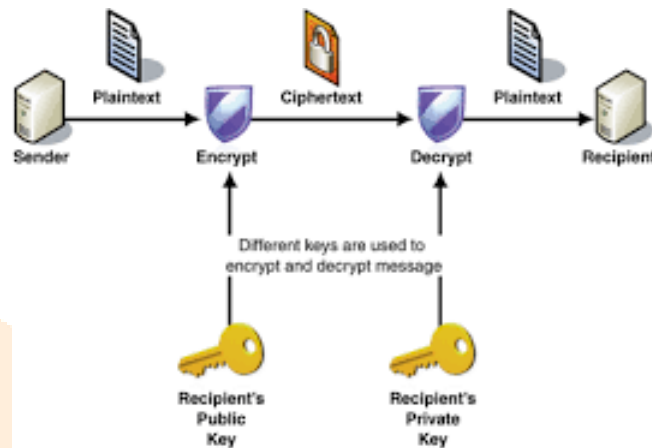 Plaintext
Ciphertext
Plaintext
Sender
Encrypt
Decrypt
Recipient
Different keys are used to
encrypt and decrypt message
Recipient's
Public
Key
Recipient's
Private
Key